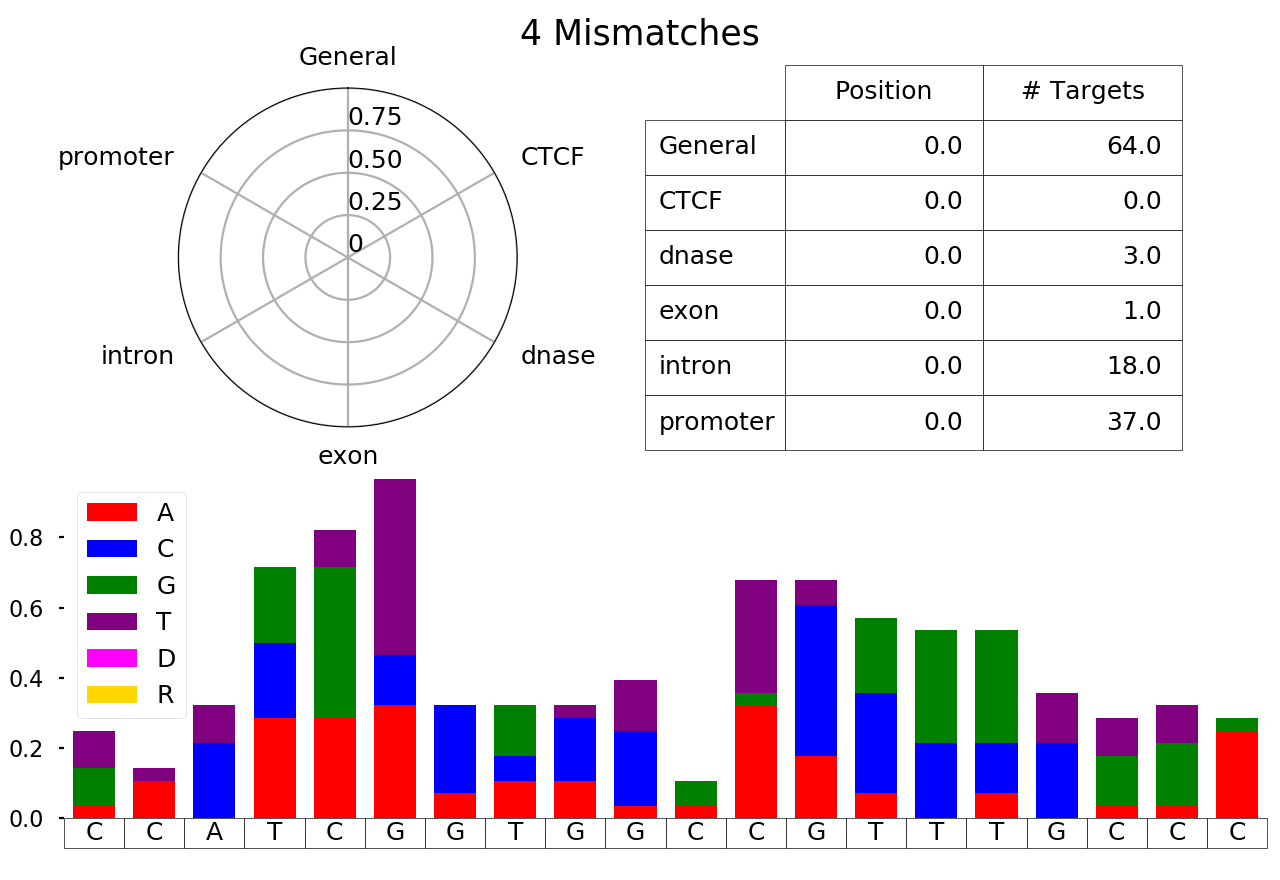 4 Mismatches
General
promoter
CTCF
0.75
0.50
0.25
0
intron
dnase
exon
Position # Targets
General 0.0 64.0
CTCF 0.0 0.0
dnase 0.0 3.0
exon 0.0 1.0
intron 0.0 18.0
promoter 0.0 37.0
A
C
G
T
D
R
0.8
0.6
0.4
0.2
0.0
C C A T C G G T G G C C G T T T G C C C